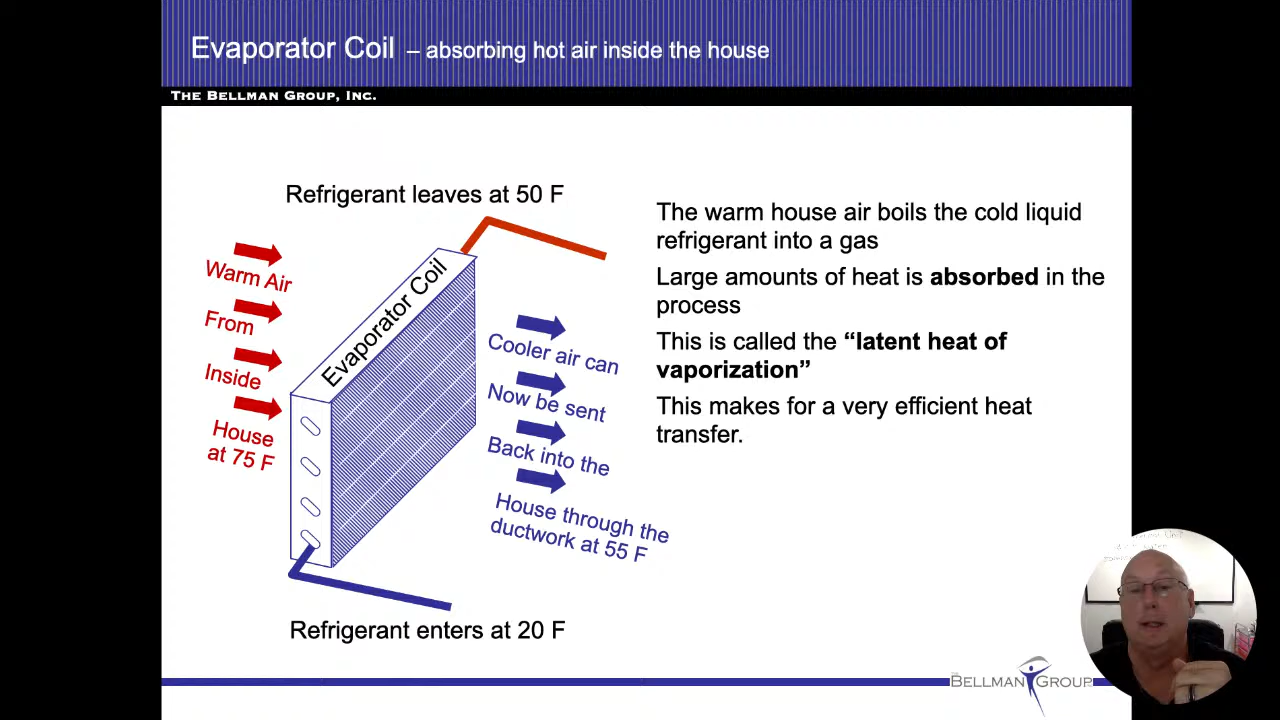 Evaporator Coil – absorbing hot air inside the house
THE BELLMAN GROUP, INC.
Refrigerant leaves at 50 F
Warm Air
From
Inside
House
at 75 F
Evaporator Coil
Cooler air can
Now be sent
Back into the
House through the
ductwork at 55 F
Refrigerant enters at 20 F
The warm house air boils the cold liquid
refrigerant into a gas
Large amounts of heat is absorbed in the
process
This is called the “latent heat of
vaporization”
This makes for a very efficient heat
transfer.
BELLMAN GROUP